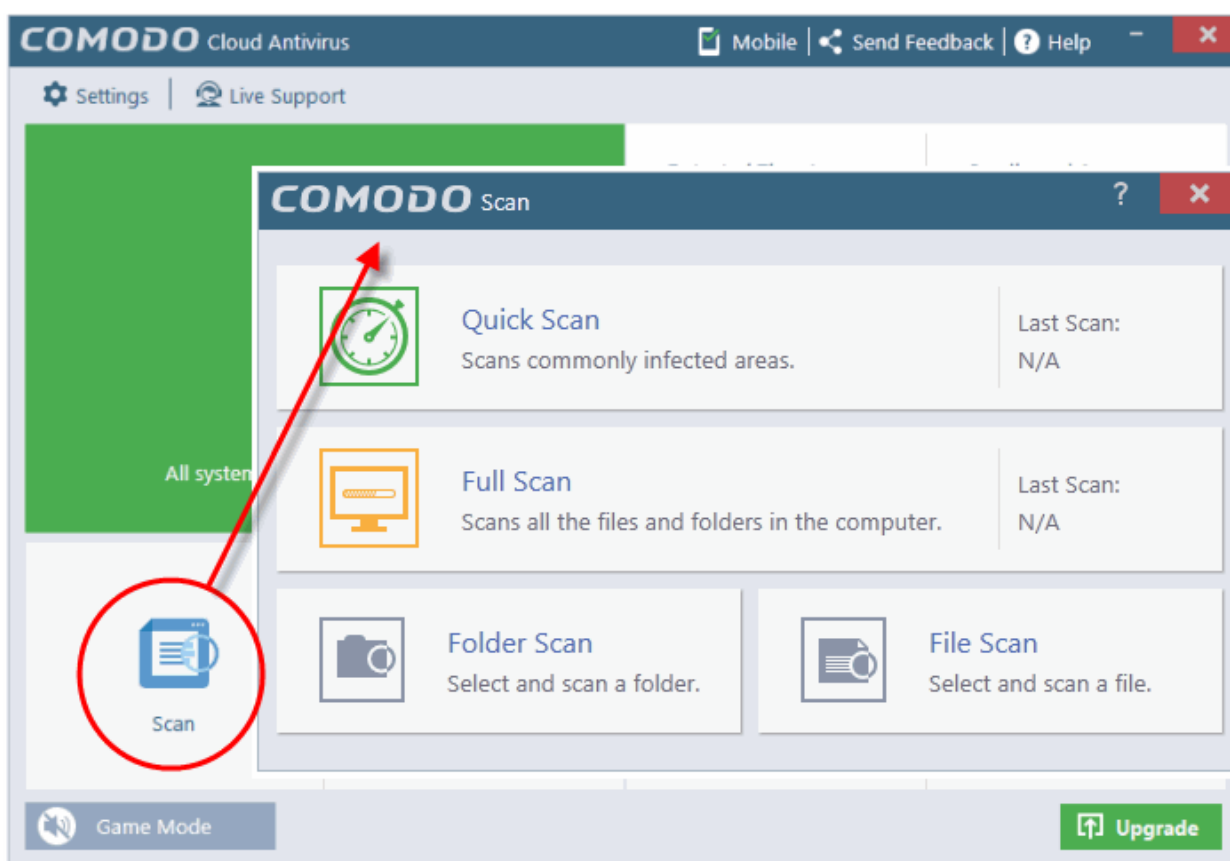 COMODO Cloud Antivirus
Mobile
Send Feedback
? Help
Settings
Live Support
COMODO Scan
?
Quick Scan
Scans commonly infected areas.
Last Scan:
N/A
Full Scan
Scans all the files and folders in the computer.
Last Scan:
N/A
All system
Folder Scan
Select and scan a folder.
File Scan
Select and scan a file.
Scan
Game Mode
Upgrade